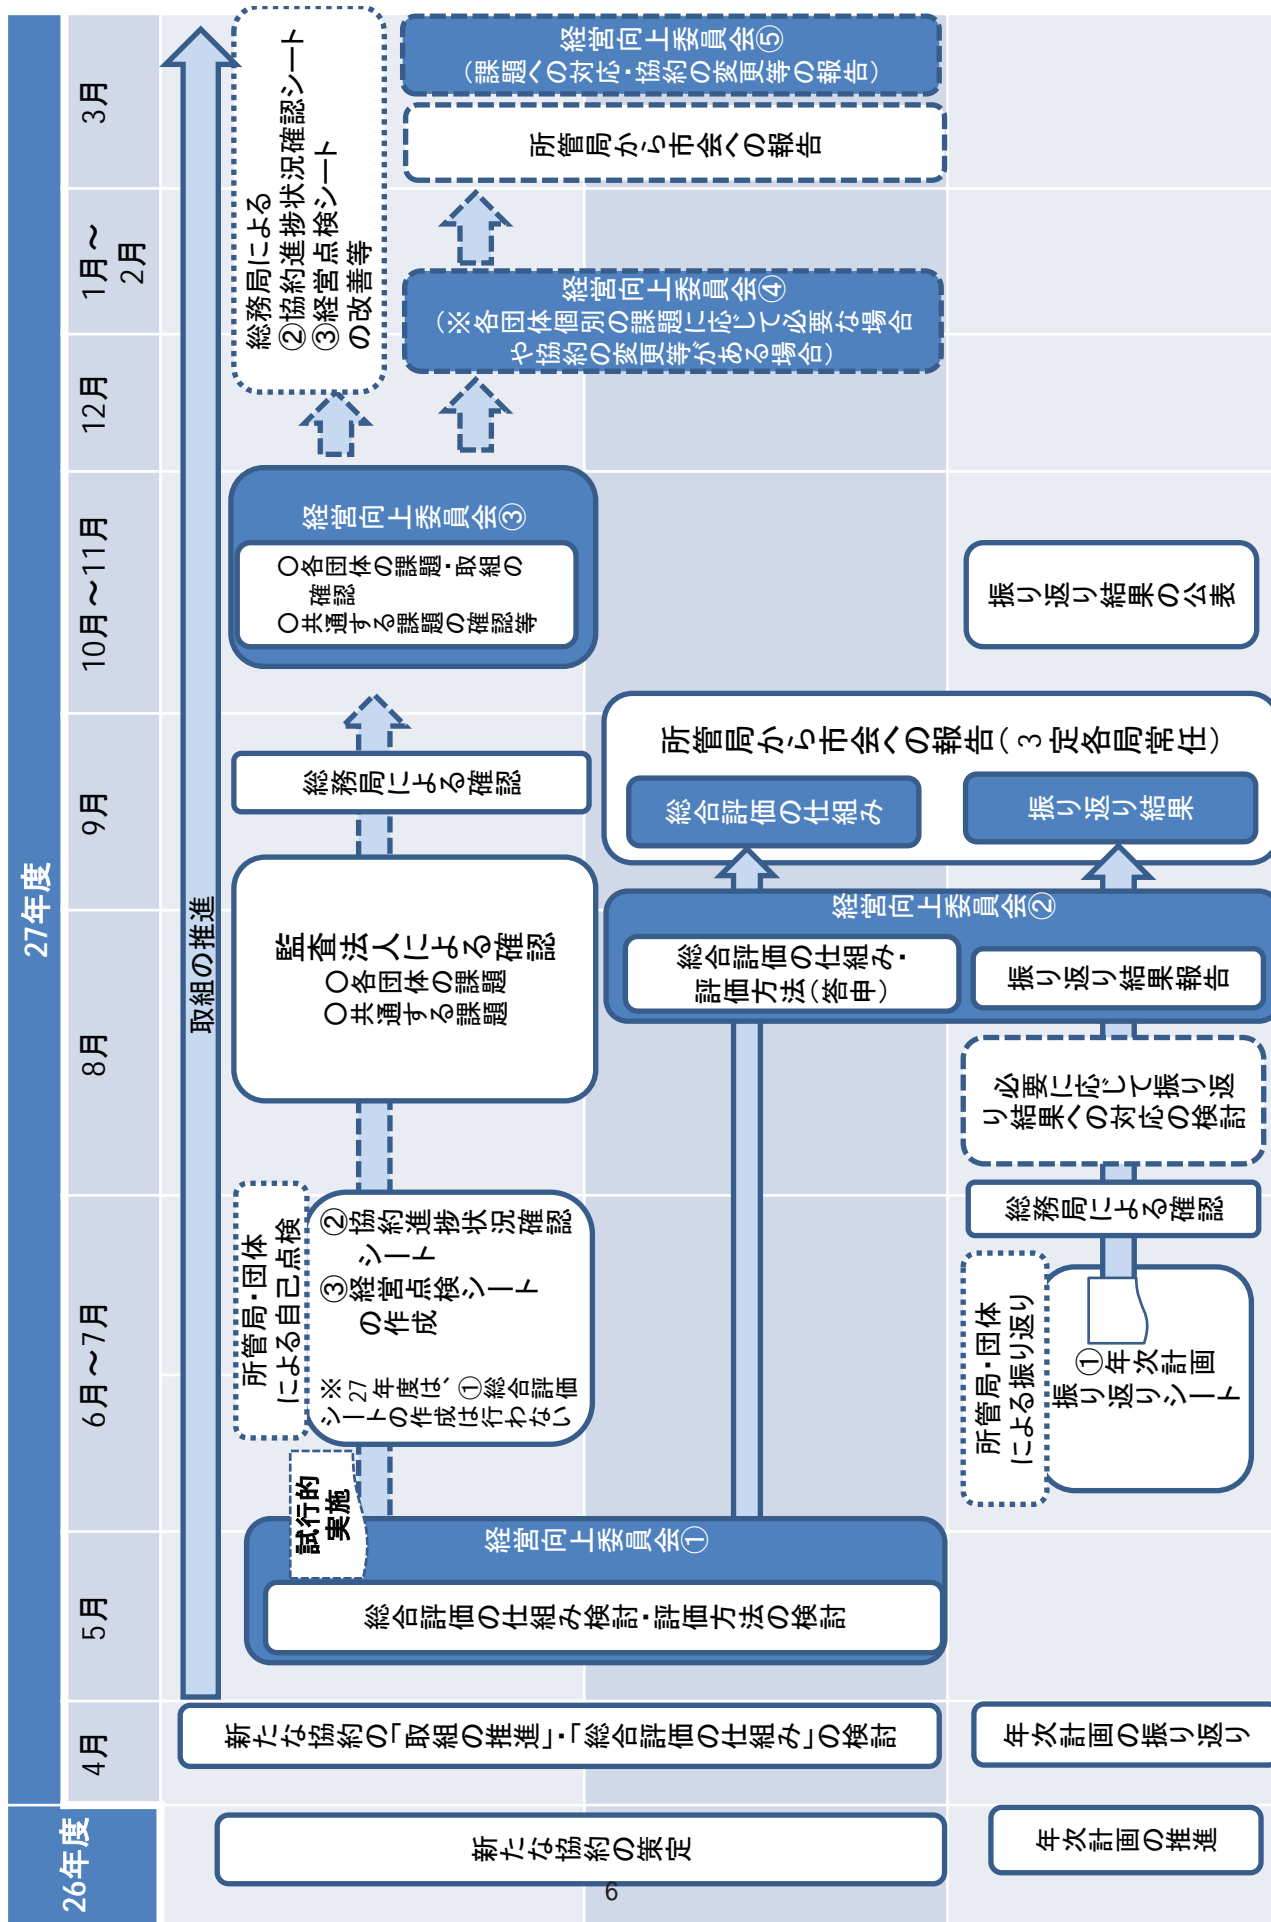 26年度
27年度
4月
5月
6月～7月
8月
9月
10月～11月
12月
1月～
2月
3月
取組の推進
新たな協約の策定
新たな協約の「取組の推進」・「総合評価の仕組み」の検討
経営向上委員会①
総合評価の仕組み検討・評価方法の検討
試行的
実施
所管局・団体
による自己点検
②協約進捗状況確認
シート
③経営点検シート
の作成
※ 27 年度は、①総合評価
シートの作成は行わない
監査法人による確認
〇各団体の課題
〇共通する課題
総務局による確認
経営向上委員会③
〇各団体の課題・取組の
確認
〇共通する課題の確認等
総務局による
②協約進捗状況確認シート
③経営点検シート
の改善等
経営向上委員会④
（※各団体個別の課題に応じて必要な場合
や協約の変更等がある場合）
所管局から市会への報告
経営向上委員会⑤
（課題への対応・協約の変更等の報告）
経営向上委員会②
総合評価の仕組み・
評価方法（答申）
振り返り結果報告
所管局から市会への報告（３定各局常任）
総合評価の仕組み
振り返り結果
年次計画の推進
年次計画の振り返り
所管局・団体
による振り返り
①年次計画
振り返りシート
総務局による確認
必要に応じて振り返
り結果への対応の検討
振り返り結果の公表
6